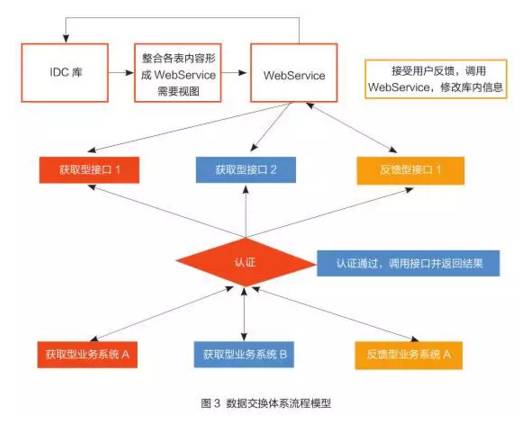 IDC 库
整合各表内容形
成 WebService
需要视图
WebService
接受用户反馈，调用
WebService，修改库内信息
获取型接口 1
获取型接口 2
反馈型接口 1
认证
认证通过，调用接口并返回结果
获取型业务系统 A
获取型业务系统 B
反馈型业务系统 A
图 3 数据交换体系流程模型